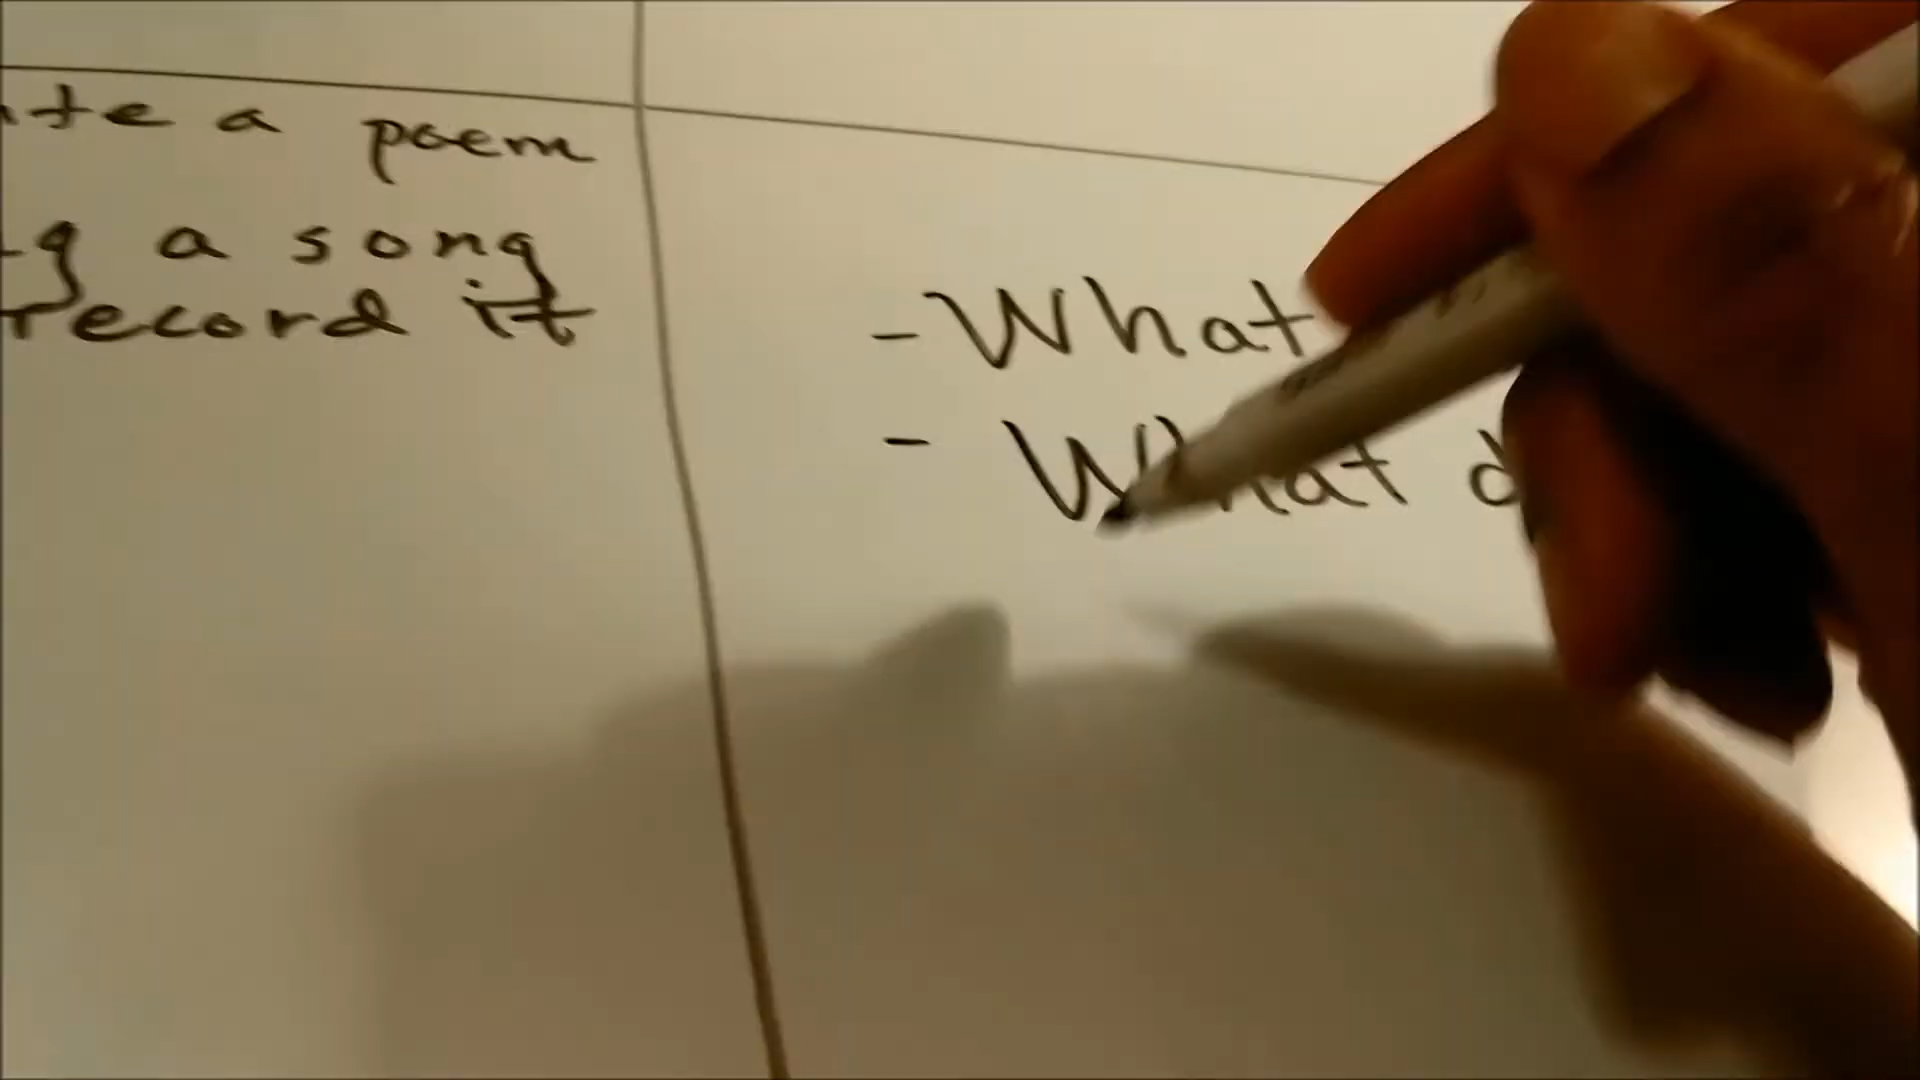 a poem
a song
record it
- What
- What